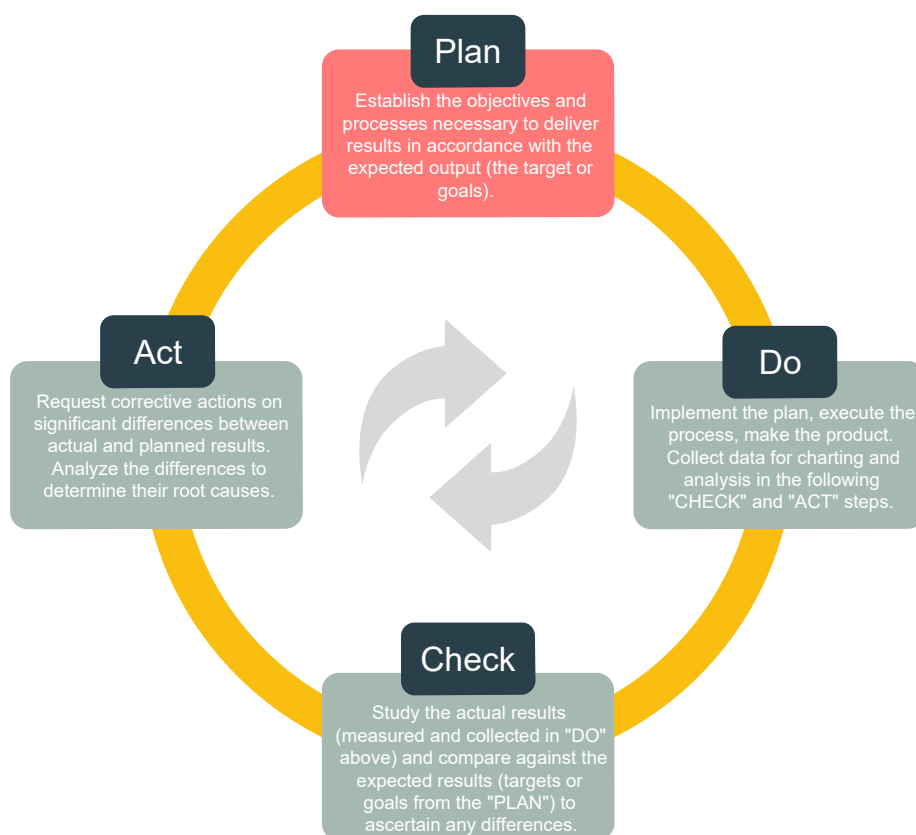 Plan
Establish the objectives and
processes necessary to deliver
results in accordance with the
expected output (the target or
goals).
Do
Implement the plan, execute the
process, make the product.
Collect data for charting and
analysis in the following
"CHECK" and "ACT" steps.
Check
Study the actual results
(measured and collected in "DO"
above) and compare against the
expected results (targets or
goals from the "PLAN") to
ascertain any differences.
Act
Request corrective actions on
significant differences between
actual and planned results.
Analyze the differences to
determine their root causes.